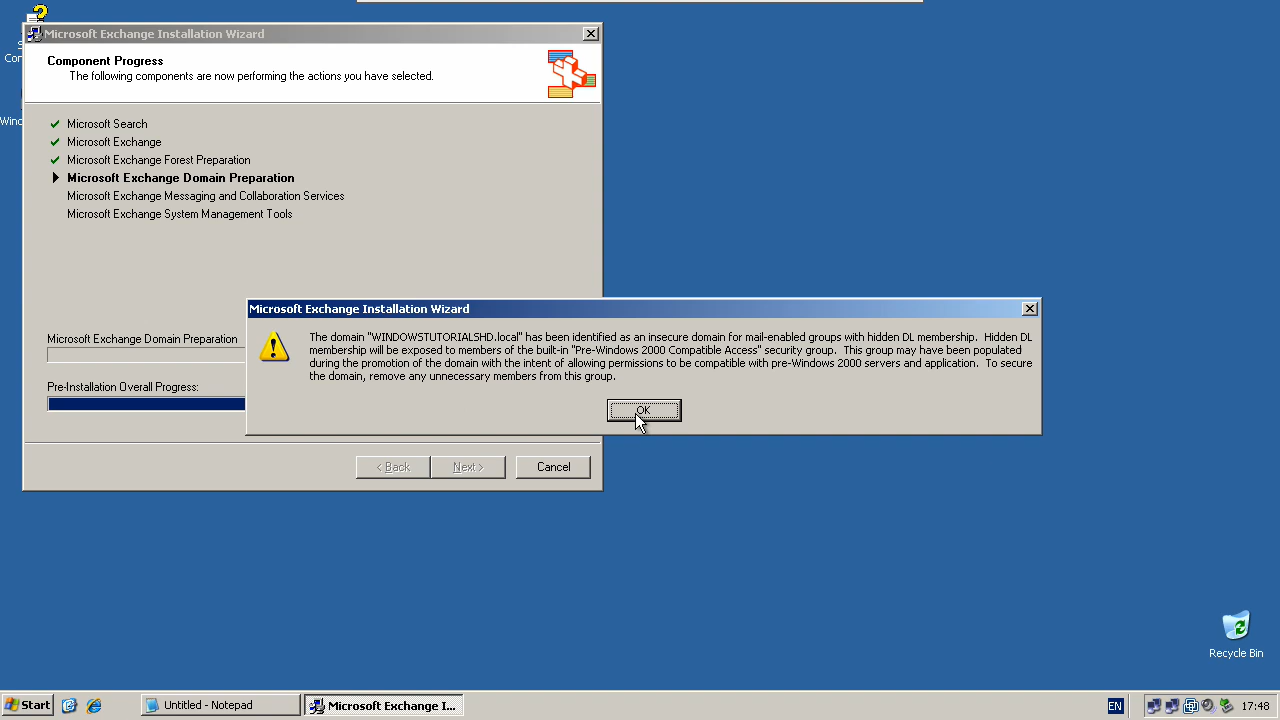 Microsoft Exchange Installation Wizard
Component Progress
The following components are now performing the actions you have selected.
Microsoft Search
Microsoft Exchange
Microsoft Exchange Forest Preparation
Microsoft Exchange Domain Preparation
Microsoft Exchange Messaging and Collaboration Services
Microsoft Exchange System Management Tools
Microsoft Exchange Installation Wizard
The domain "WINDOWSTUTORIALSHD.local" has been identified as an insecure domain for mail-enabled groups with hidden DL membership. Hidden DL
membership will be exposed to members of the built-in "Pre-Windows 2000 Compatible Access" security group. This group may have been populated
during the promotion of the domain with the intent of allowing permissions to be compatible with pre-Windows 2000 servers and application. To secure
the domain, remove any unnecessary members from this group.
OK
Microsoft Exchange Domain Preparation
Pre-Installation Overall Progress:
< Back
Next >
Cancel
Recycle Bin
Start
Untitled - Notepad
Microsoft Exchange I...
EN
17:48